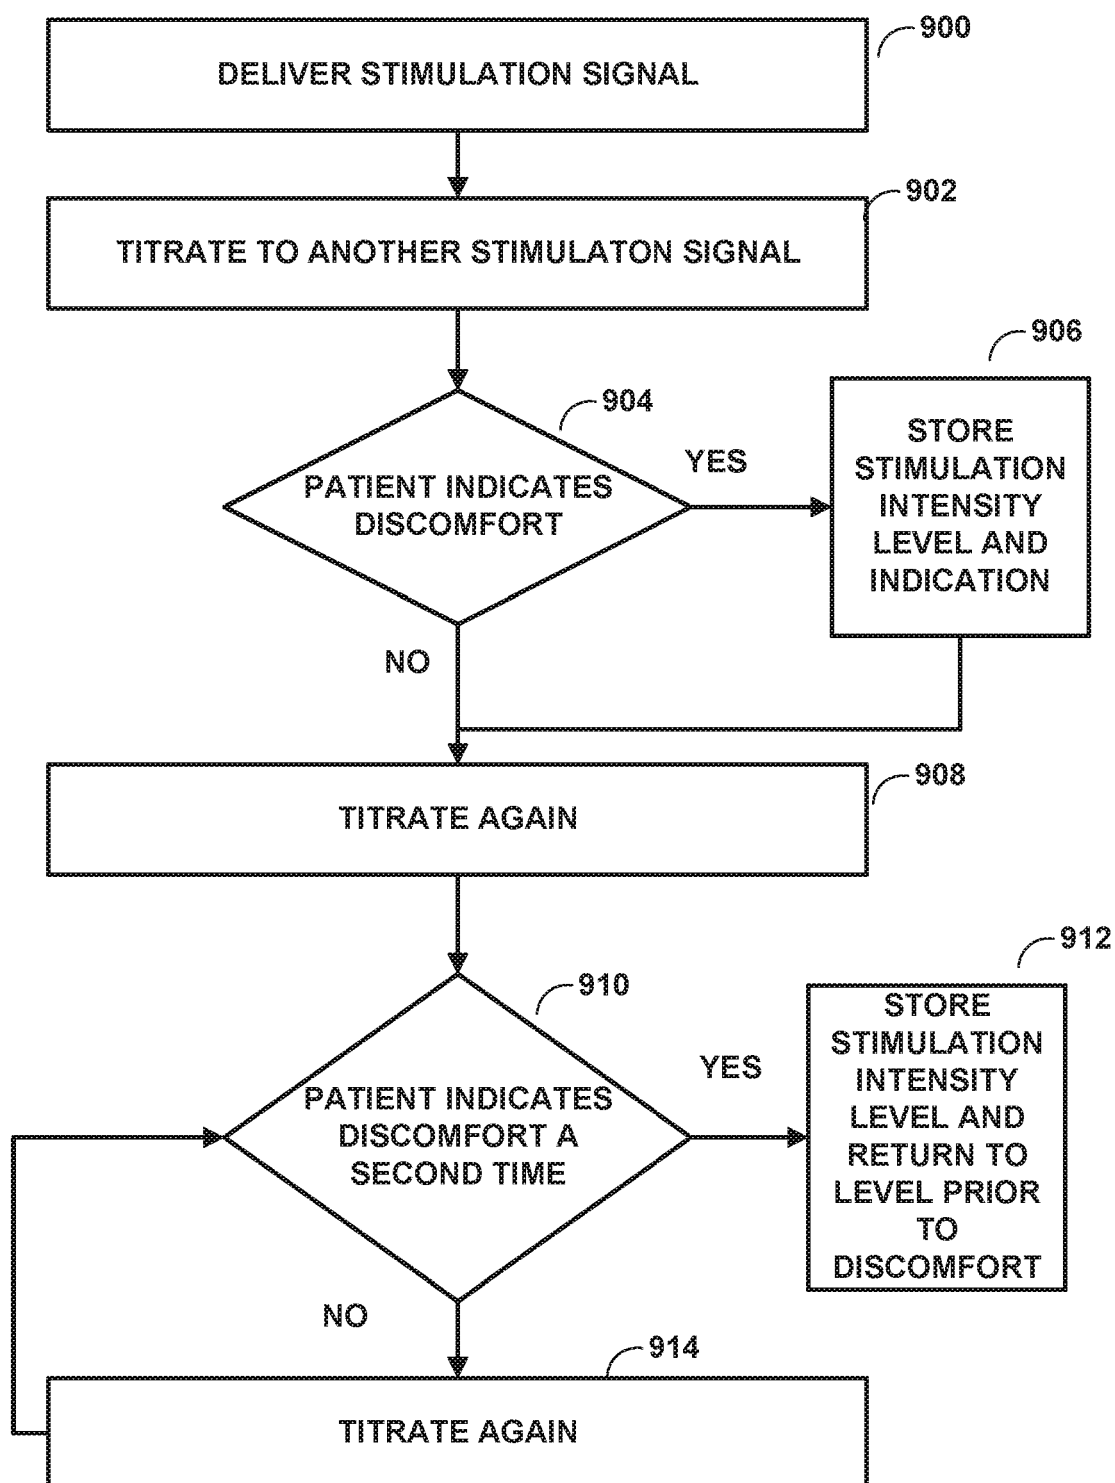 900
DELIVER STIMULATION SIGNAL
902
TITRATE TO ANOTHER STIMULATON SIGNAL
904
PATIENT INDICATES
DISCOMFORT
YES
906
STORE
STIMULATION
INTENSITY
LEVEL AND
INDICATION
NO
908
TITRATE AGAIN
910
PATIENT INDICATES
DISCOMFORT A
SECOND TIME
YES
912
STORE
STIMULATION
INTENSITY
LEVEL AND
RETURN TO
LEVEL PRIOR
TO
DISCOMFORT
NO
914
TITRATE AGAIN